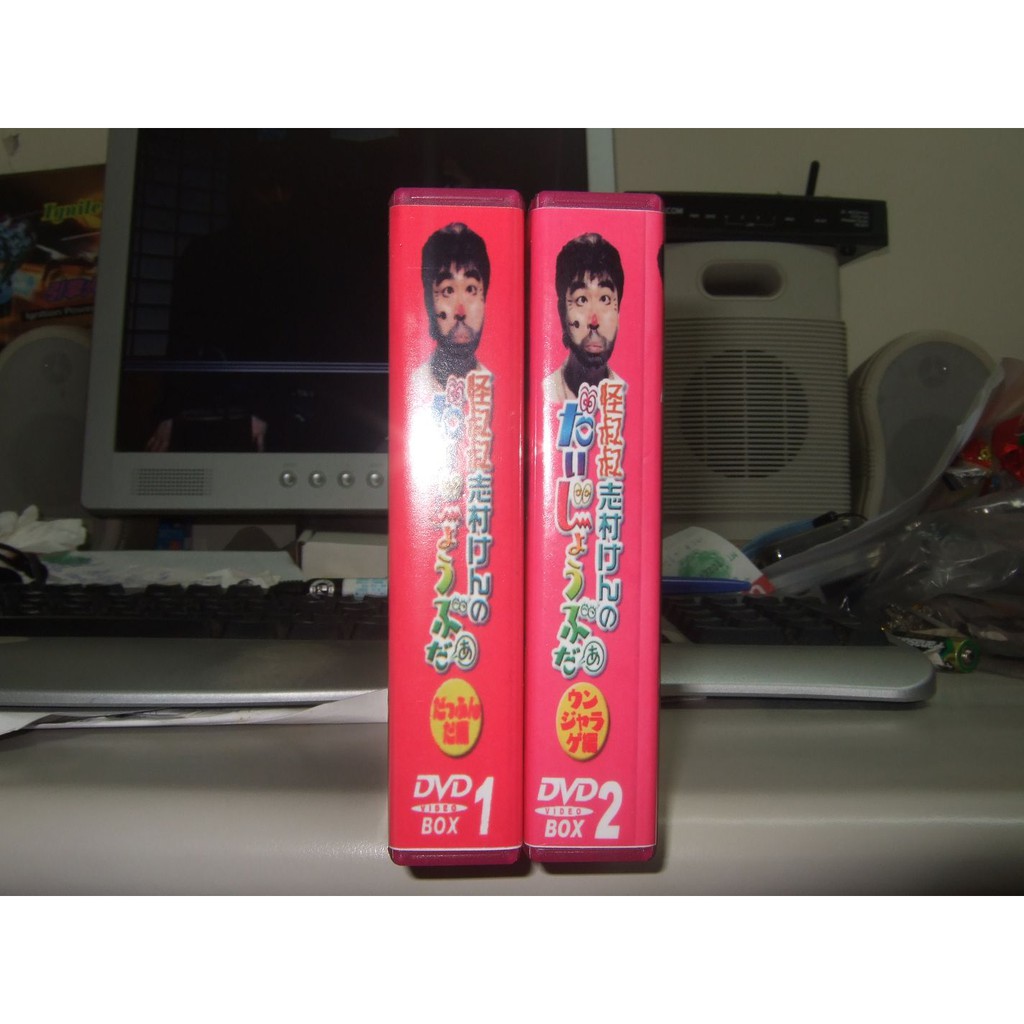 Ignite
怪叔叔志村けんの
だいじょうぶだぁ
だっふんだ編
DVD
VIDEO
BOX 1
怪叔叔志村けんの
だいじょうぶだぁ
ウン
ジャラ
ゲ編
DVD
VIDEO
BOX 2